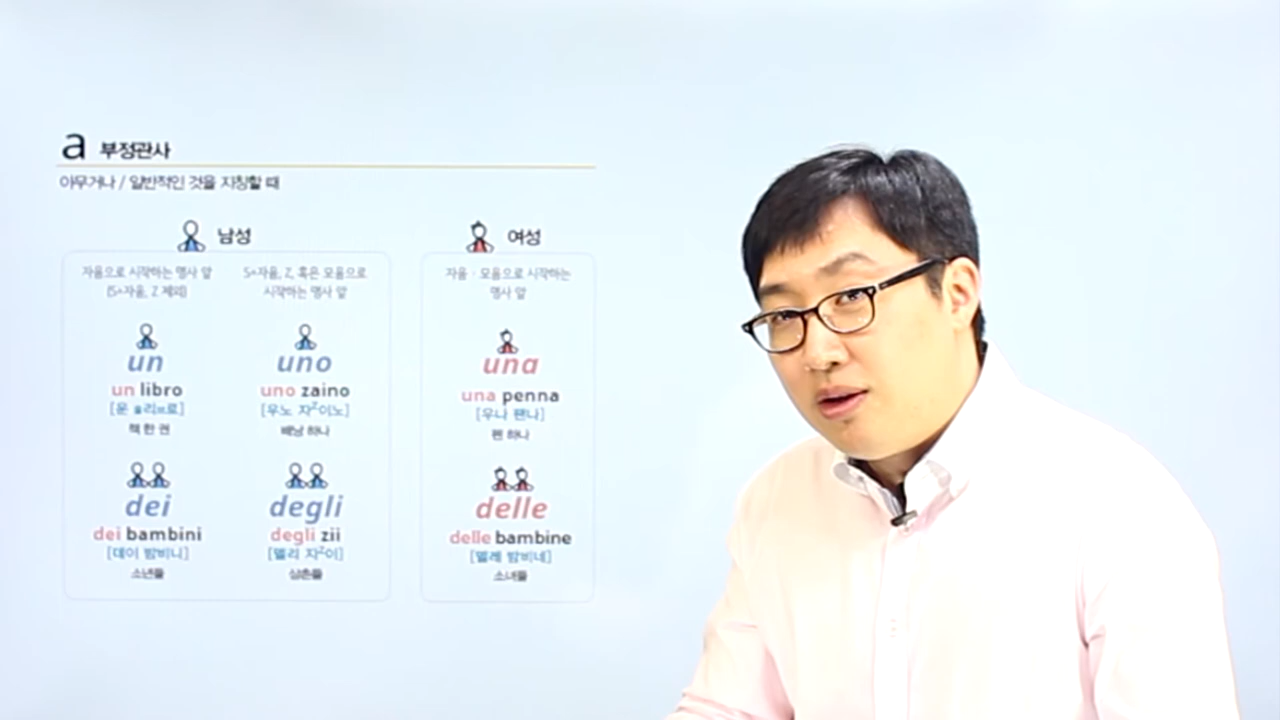 a 부정관사
아무거나 / 일반적인 것을 지칭할 때
남성
여성
자음으로 시작하는 명사 앞
(S+자음, Z 제외)
S+자음, Z, 혹은 모음으로
시작하는 명사 앞
자음 · 모음으로 시작하는
명사 앞
un
un libro
[운 을리브로]
책 한 권
uno
uno zaino
[우노 자Z이노]
배낭 하나
una
una penna
[우나 팬나]
펜 하나
dei
dei bambini
[데이 밤비니]
소년들
degli
degli zii
[델리 지Z이]
삼촌들
delle
delle bambine
[델레 밤비네]
소녀들